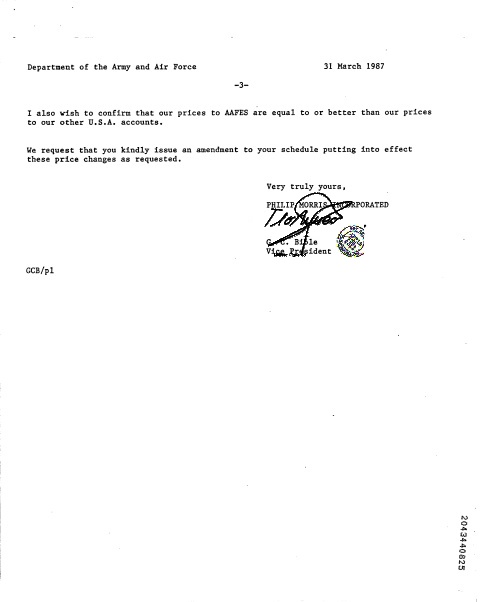 Department of the Army and Air Force 31 March 1987
-3-
I also wish to confirm that our prices to AAFES are equal to or better than our prices
to our other U.S.A. accounts.
We request that you kindly issue an amendment to your schedule putting into effect
these price changes as requested.
Very truly yours,
PHILIP MORRIS INCORPORATED
G. C. Bible
Vice President
GCB/pl
2043440825